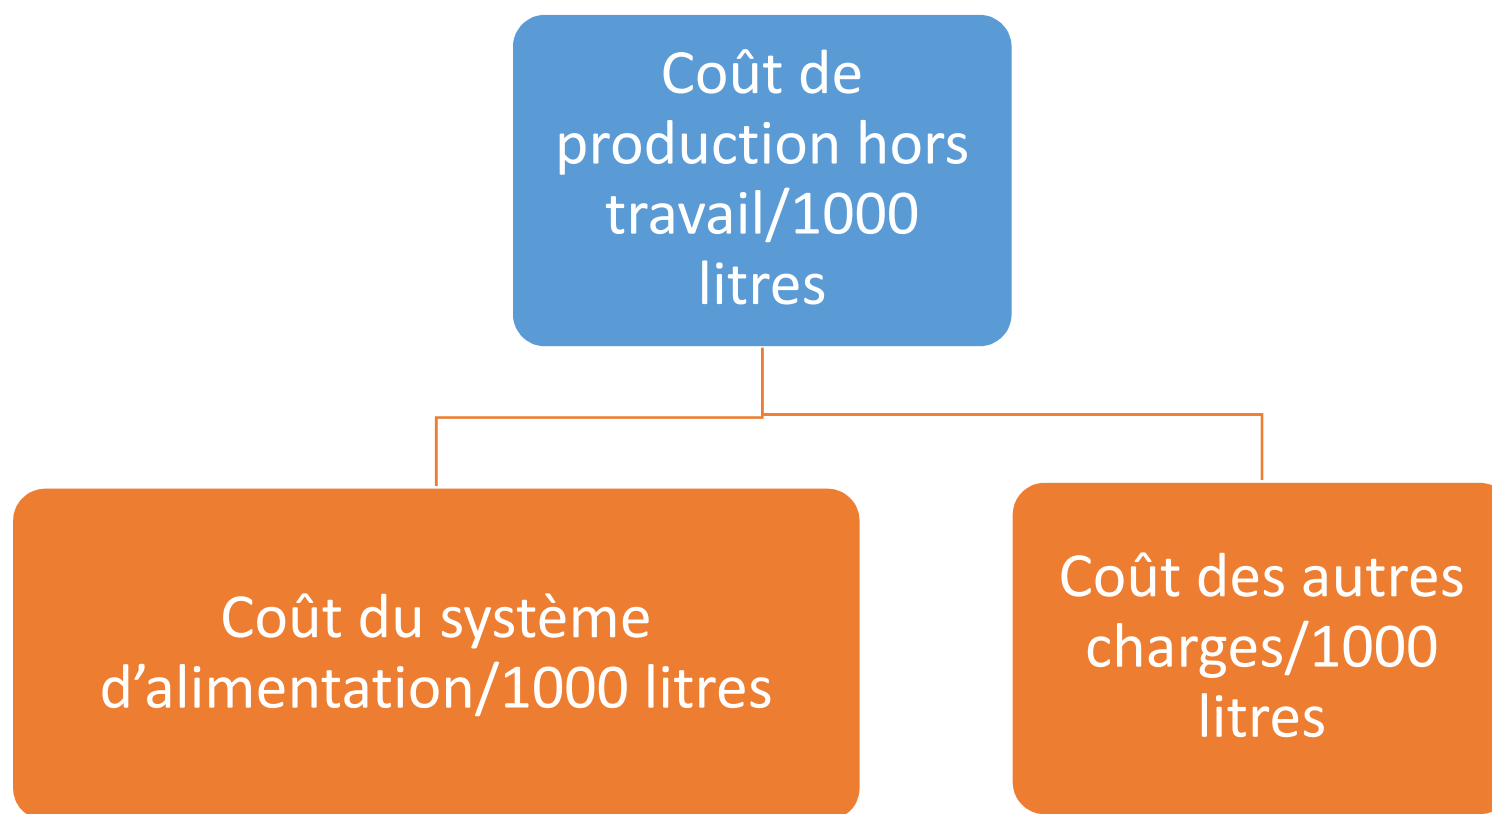 Coût de
production hors
travail/1000
litres
Coût du système
d’alimentation/1000 litres
Coût des autres
charges/1000
litres